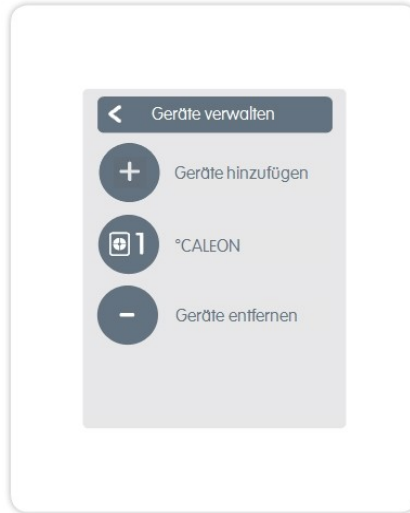 Geräte verwalten
Geräte hinzufügen
1
°CALEON
Geräte entfernen